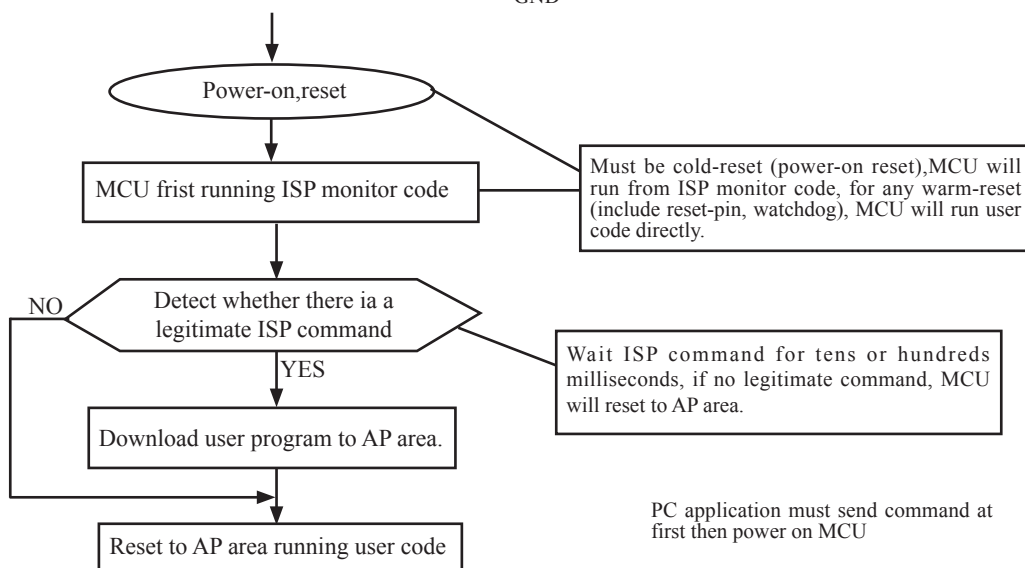 GND
Power-on,reset
MCU frist running ISP monitor code
Must be cold-reset (power-on reset),MCU will
run from ISP monitor code, for any warm-reset
(include reset-pin, watchdog), MCU will run user
code directly.
NO
Detect whether there ia a
legitimate ISP command
YES
Wait ISP command for tens or hundreds
milliseconds, if no legitimate command, MCU
will reset to AP area.
Download user program to AP area.
PC application must send command at
first then power on MCU
Reset to AP area running user code